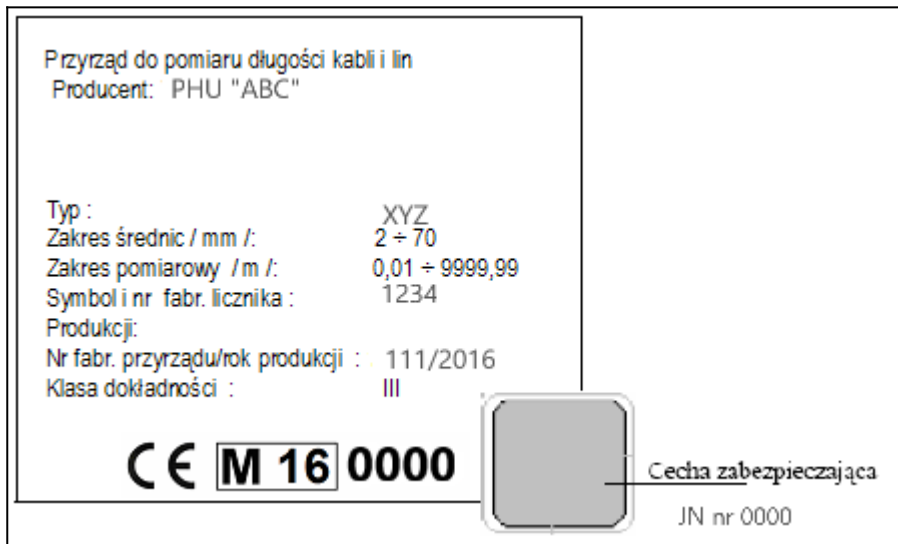 Przyrząd do pomiaru długości kabli i lin
Producent: PHU "ABC"
Typ : XYZ
Zakres średnic / mm /: 2 ÷ 70
Zakres pomiarowy / m /: 0,01 ÷ 9999,99
Symbol i nr fabr. licznika : 1234
Produkcji:
Nr fabr. przyrządu/rok produkcji : 111/2016
Klasa dokładności : III
CE M 16 0000
Cecha zabezpieczająca
JN nr 0000